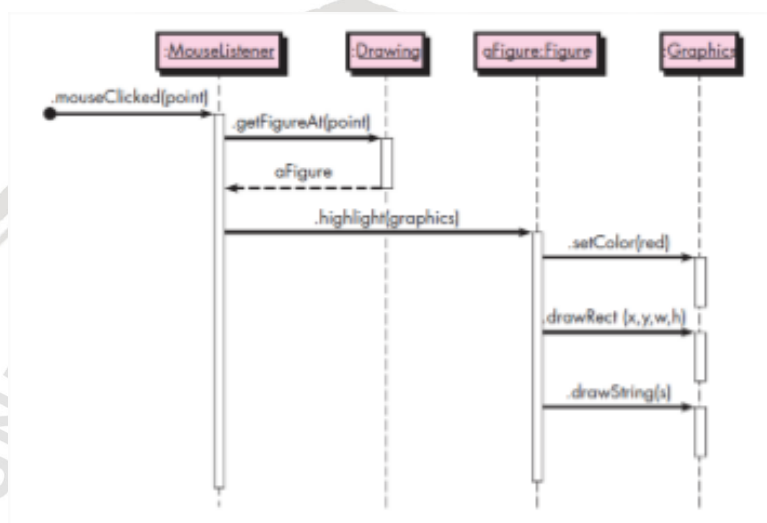 :MouseListener
:Drawing
aFigure:Figure
:Graphics
.mouseClicked(point)
.getFigureAt(point)
aFigure
.highlight(graphics)
.setColor(red)
.drawRect (x,y,w,h)
.drawString(s)